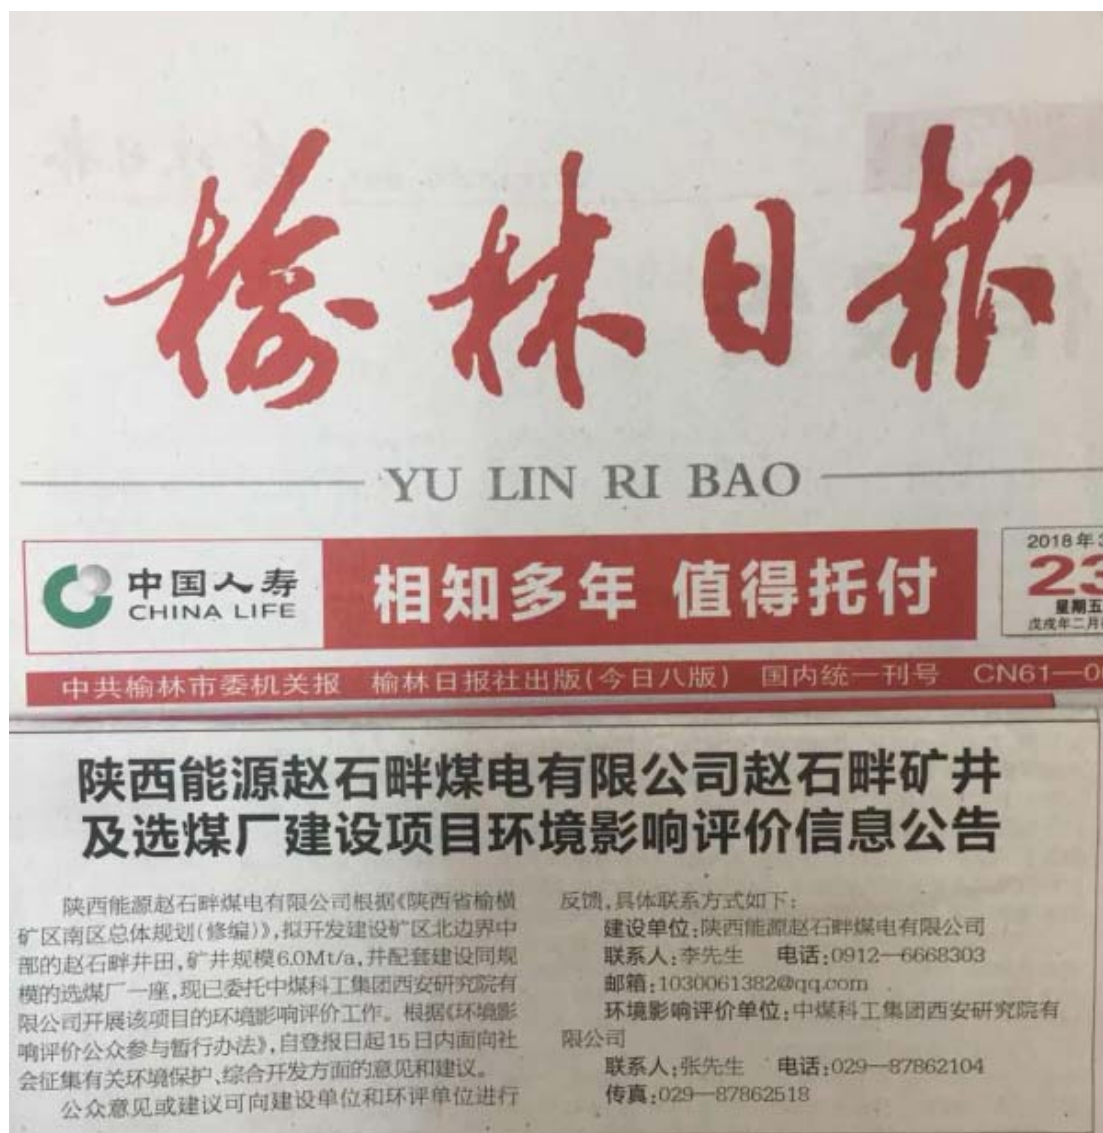 榆林日报
YU LIN RI BAO
中国人寿
CHINA LIFE
相知多年 值得托付
2018年3
23
星期五
戊戌年二月
中共榆林市委机关报 榆林日报社出版(今日八版) 国内统一刊号 CN61—0
陕西能源赵石畔煤电有限公司赵石畔矿井
及选煤厂建设项目环境影响评价信息公告
陕西能源赵石畔煤电有限公司根据《陕西省榆横
矿区南区总体规划(修编)》,拟开发建设矿区北边界中
部的赵石畔井田,矿井规模6.0Mt/a,并配套建设同规
模的选煤厂一座,现已委托中煤科工集团西安研究院有
限公司开展该项目的环境影响评价工作。根据《环境影
响评价公众参与暂行办法》,自登报日起15日内面向社
会征集有关环境保护、综合开发方面的意见和建议。
公众意见或建议可向建设单位和环评单位进行
反馈,具体联系方式如下:
建设单位:陕西能源赵石畔煤电有限公司
联系人:李先生 电话:0912—6668303
邮箱:1030061382@qq.com
环境影响评价单位:中煤科工集团西安研究院有
限公司
联系人:张先生 电话:029—87862104
传真:029—87862518